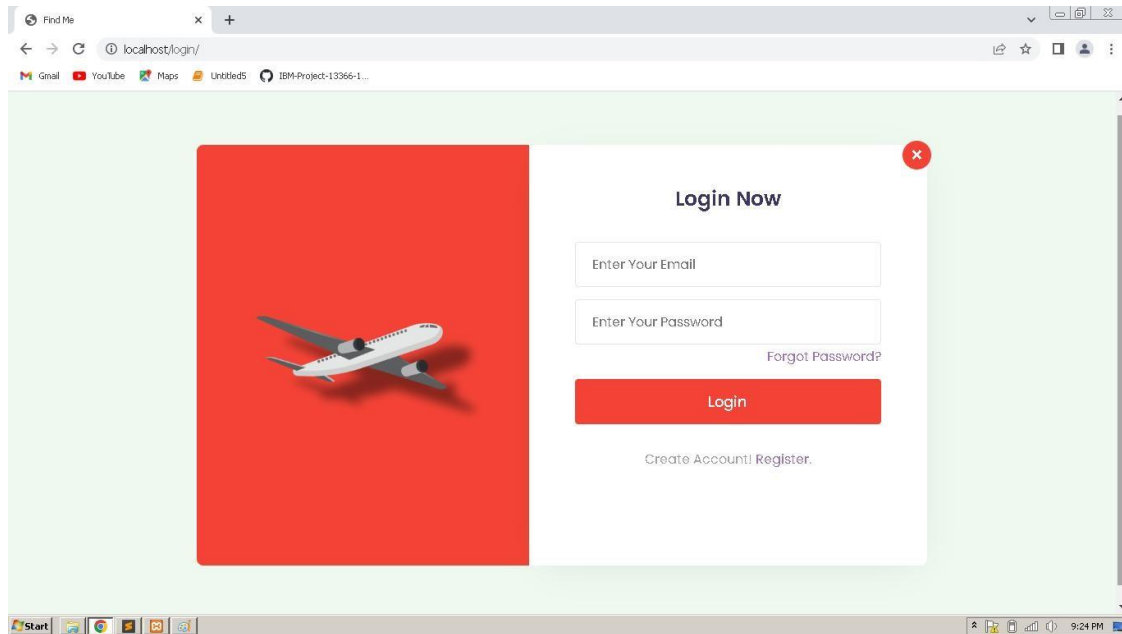 Find Me
localhost/login/
Gmail YouTube Maps Untitled5 IBM-Project-13366-1...
Login Now
Enter Your Email
Enter Your Password
Forgot Password?
Login
Create Account! Register.
Start 9:24 PM